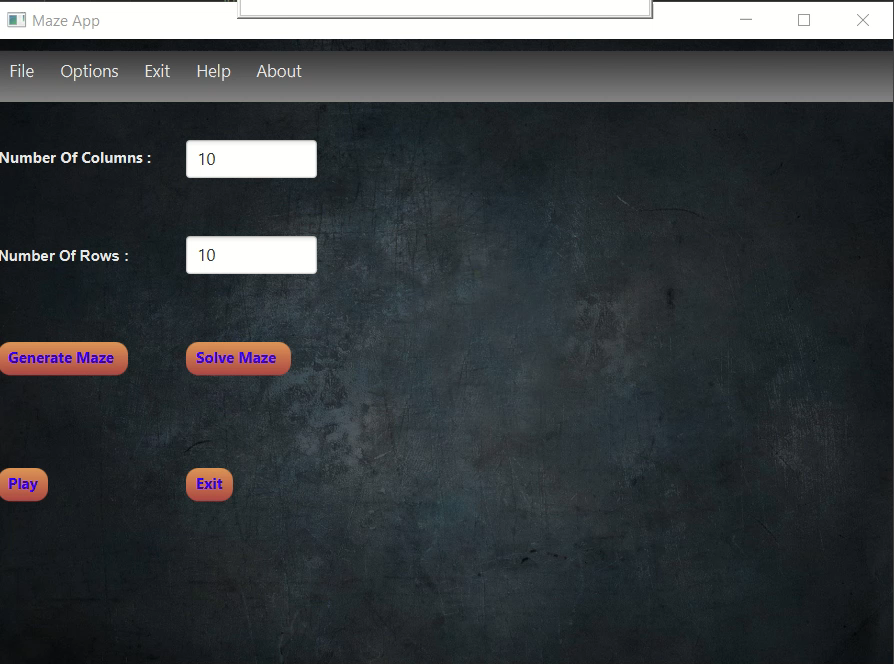 Maze App
File Options Exit Help About
Number Of Columns : 10
Number Of Rows : 10
Generate Maze Solve Maze
Play Exit